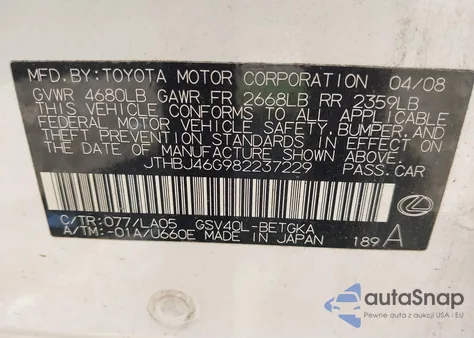 MFD. BY: TOYOTA MOTOR CORPORATION 04/08
GVWR 4680LB GAWR FR 2668LB RR 2359LB
THIS VEHICLE CONFORMS TO ALL APPLICABLE
FEDERAL MOTOR VEHICLE SAFETY, BUMPER, AND
THEFT PREVENTION STANDARDS IN EFFECT ON
THE DATE OF MANUFACTURE SHOWN ABOVE.
JTHBJ46G982237229 PASS.CAR
C/TR: 077/LA05 GSV40L-BETGKA
A/TM: -01A/U660E MADE IN JAPAN 189 A
autoSnap
Pewne auta z aukcji USA - EU